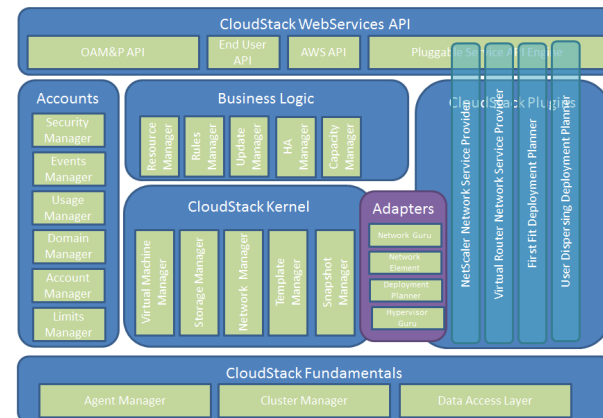 CloudStack WebServices API
OAM&P API
End User
API
AWS API
Pluggable Service API Engine
Accounts
Security
Manager
Events
Manager
Usage
Manager
Domain
Manager
Account
Manager
Limits
Manager
Business Logic
Resource
Manager
Rules
Manager
Update
Manager
HA
Manager
Capacity
Manager
CloudStack Kernel
Virtual Machine
Manager
Storage Manager
Network Manager
Template
Manager
Snapshot
Manager
Adapters
Network Guru
Network
Element
Deployment
Planner
Hypervisor
Guru
CloudStack Plugins
NetScaler Network Service Provider
Virtual Router Network Service Provider
First Fit Deployment Planner
User Dispersing Deployment Planner
CloudStack Fundamentals
Agent Manager
Cluster Manager
Data Access Layer